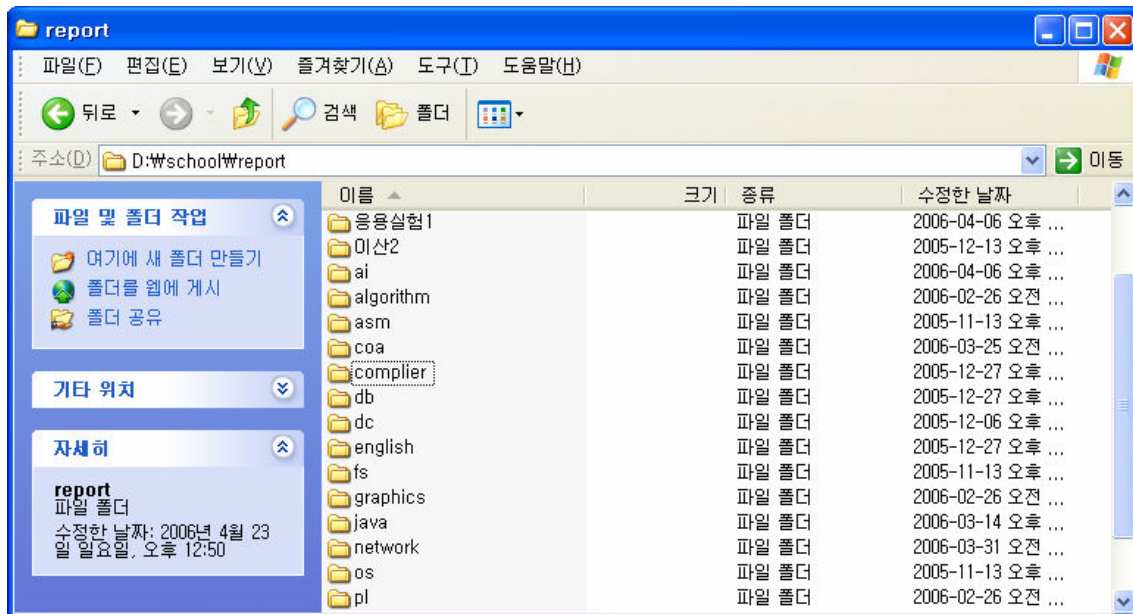 report
파일(F) 편집(E) 보기(V) 즐겨찾기(A) 도구(T) 도움말(H)
뒤로 검색 폴더
주소(D) D:₩school₩report 이동
이름 크기 종류 수정한 날짜
파일 및 폴더 작업
여기에 새 폴더 만들기
폴더를 웹에 게시
폴더 공유
기타 위치
자세히
report
파일 폴더
수정한 날짜: 2006년 4월 23
일 일요일, 오후 12:50
응용실험1 파일 폴더 2006-04-06 오후 ...
이산2 파일 폴더 2005-12-13 오후 ...
ai 파일 폴더 2006-04-06 오후 ...
algorithm 파일 폴더 2006-02-26 오전 ...
asm 파일 폴더 2005-11-13 오후 ...
coa 파일 폴더 2006-03-25 오전 ...
complier 파일 폴더 2005-12-27 오후 ...
db 파일 폴더 2005-12-27 오후 ...
dc 파일 폴더 2005-12-06 오후 ...
english 파일 폴더 2005-12-27 오후 ...
fs 파일 폴더 2005-11-13 오후 ...
graphics 파일 폴더 2006-02-26 오전 ...
java 파일 폴더 2006-03-14 오후 ...
network 파일 폴더 2006-03-31 오전 ...
os 파일 폴더 2005-11-13 오후 ...
pl 파일 폴더 2006-02-26 오전 ...